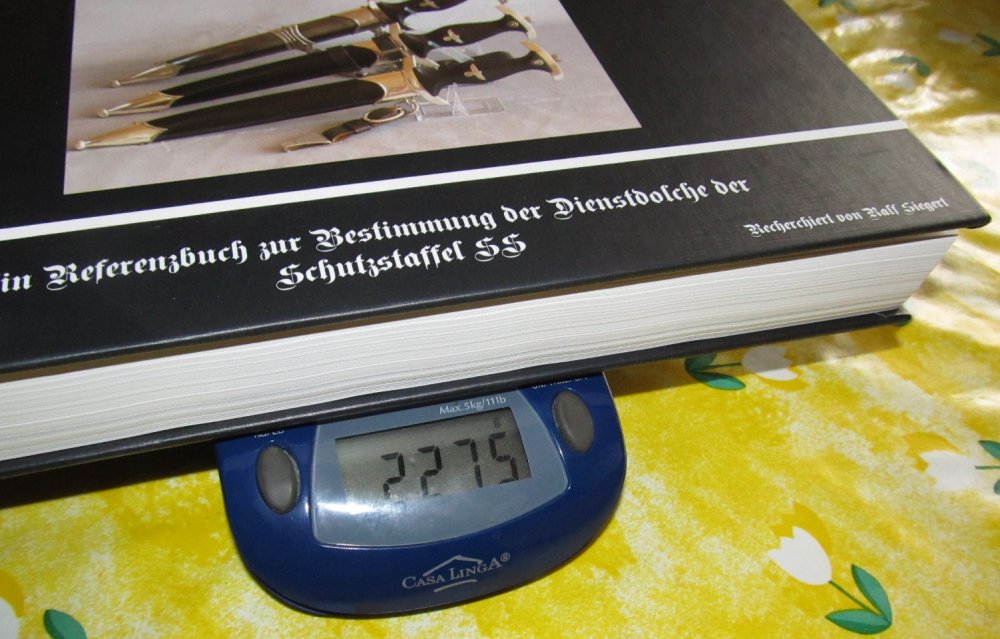 in Referenzbuch zur Bestimmung der Dienstdolche der
Schutzstaffel SS
Recherchiert von Ralf Siegert
Max.5kg/11lb
g
2275
CASA LINGA®